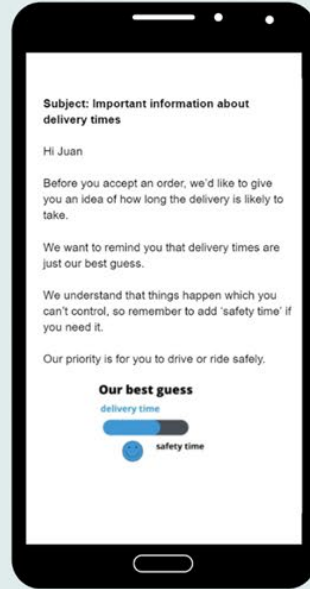 Subject: Important information about
delivery times
Hi Juan
Before you accept an order, we'd like to give
you an idea of how long the delivery is likely to
take.
We want to remind you that delivery times are
just our best guess.
We understand that things happen which you
can't control, so remember to add 'safety time' if
you need it.
Our priority is for you to drive or ride safely.
Our best guess
delivery time
safety time